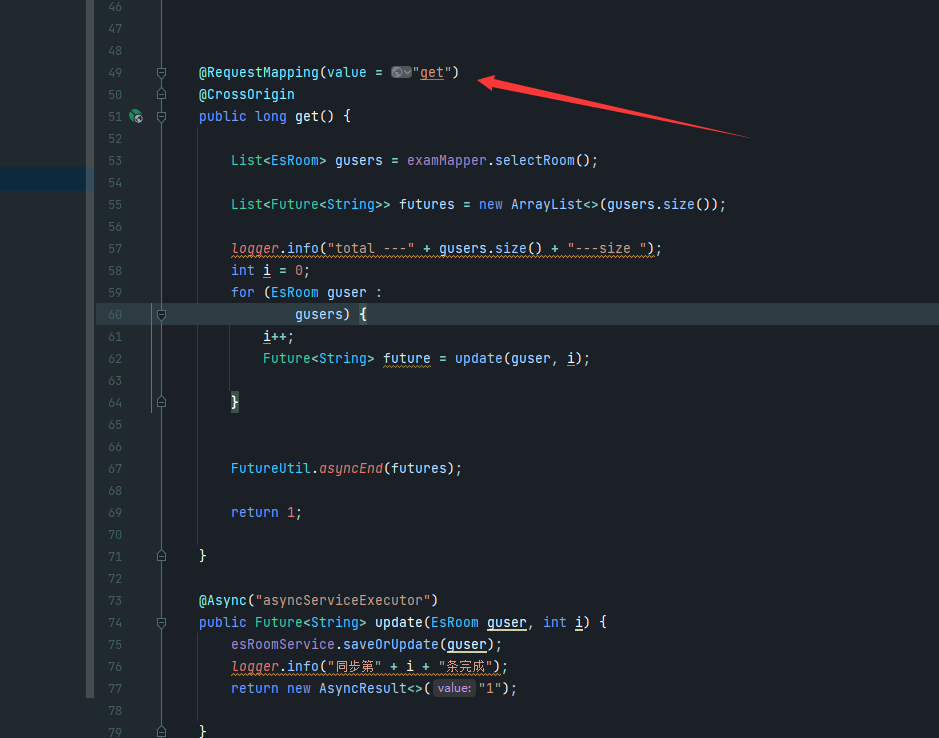 46
47
48
49 @RequestMapping(value = "get")
50 @CrossOrigin
51 public long get() {
52
53 List<EsRoom> gusers = examMapper.selectRoom();
54
55 List<Future<String>> futures = new ArrayList<>(gusers.size());
56
57 logger.info("total ---" + gusers.size() + "---size ");
58 int i = 0;
59 for (EsRoom guser :
60 gusers) {
61 i++;
62 Future<String> future = update(guser, i);
63
64 }
65
66
67 FutureUtil.asyncEnd(futures);
68
69 return 1;
70
71 }
72
73 @Async("asyncServiceExecutor")
74 public Future<String> update(EsRoom guser, int i) {
75 esRoomService.saveOrUpdate(guser);
76 logger.info("同步第" + i + "条完成");
77 return new AsyncResult<>( value: "1");
78
79 }